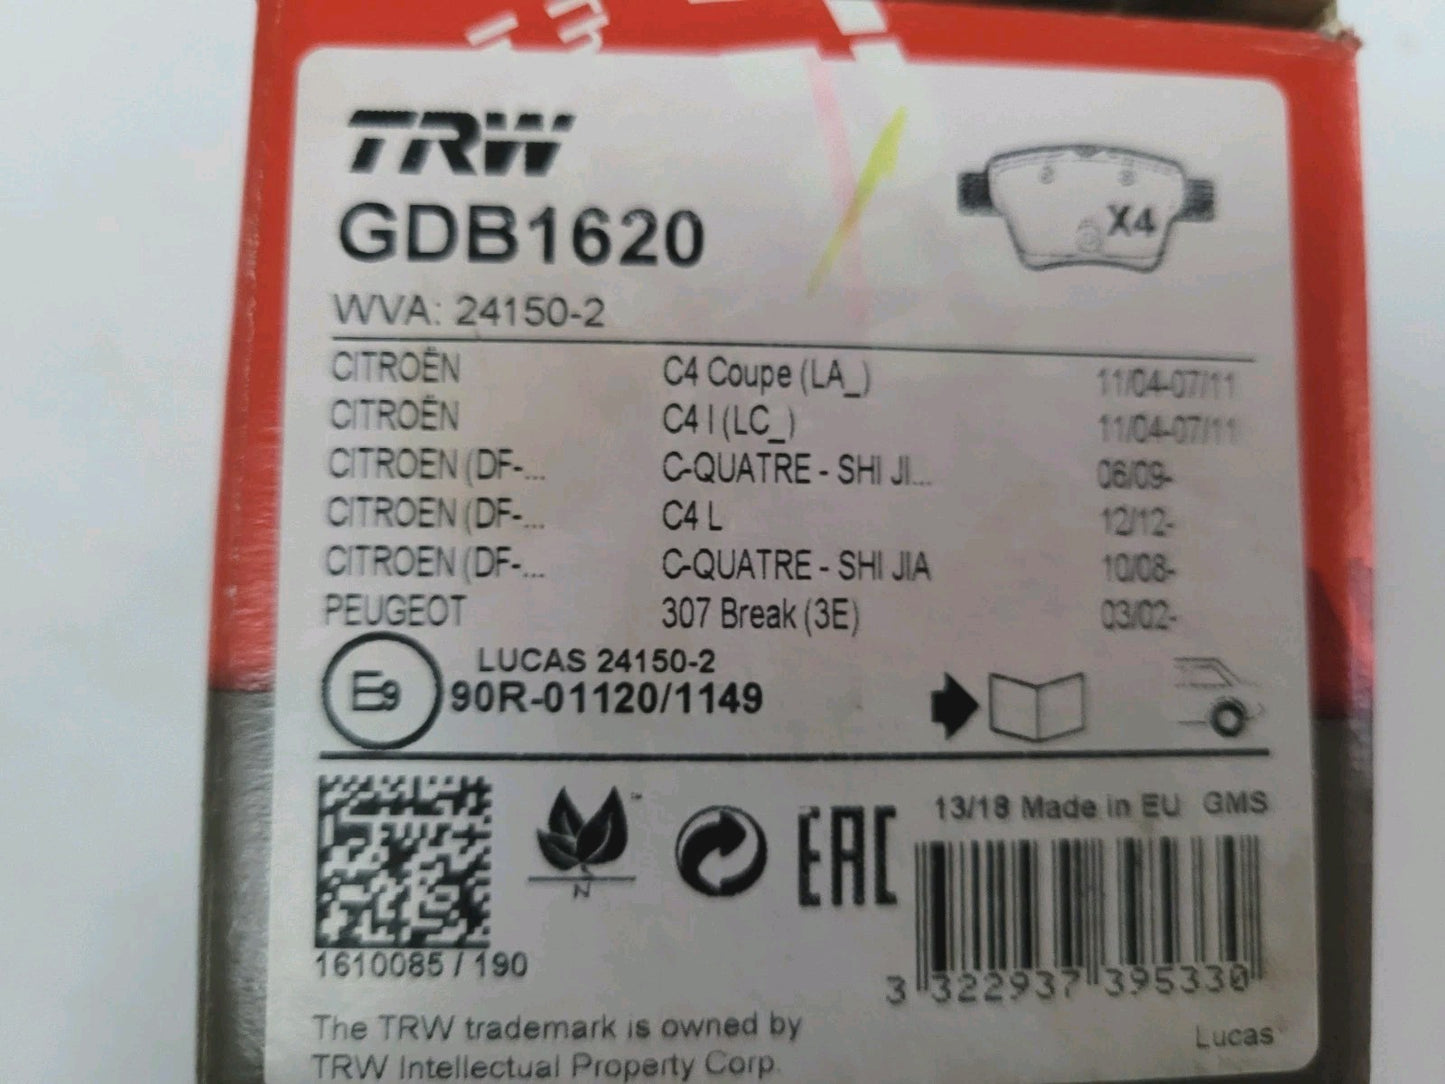 TRW
GDB1620
X4
WVA: 24150-2
CITROËN C4 Coupe (LA_) 11/04-07/11
CITROËN C4 I (LC_) 11/04-07/11
CITROEN (DF-... C-QUATRE - SHI JI... 06/09-
CITROEN (DF-... C4 L 12/12-
CITROEN (DF-... C-QUATRE - SHI JIA 10/08-
PEUGEOT 307 Break (3E) 03/02-
E9
LUCAS 24150-2
90R-01120/1149
13/18 Made in EU GMS
™
N
EAC
1610085 / 190
3 322937 395330
The TRW trademark is owned by
TRW Intellectual Property Corp.
Lucas